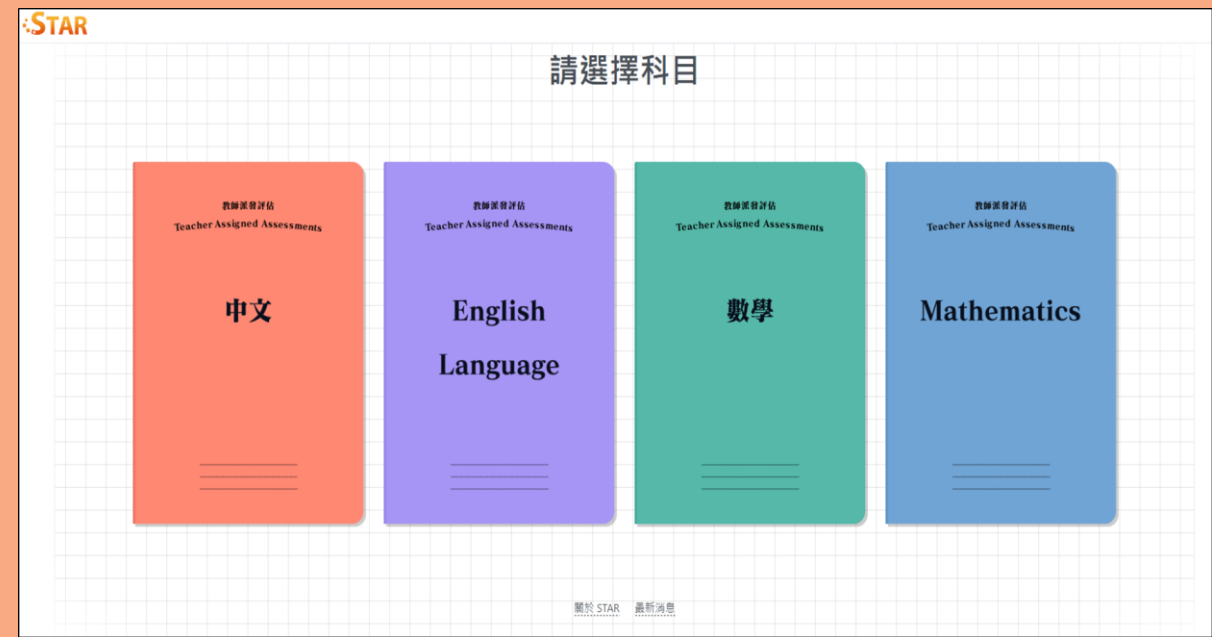 STAR
請選擇科目
教師派發評估
Teacher Assigned Assessments
中文
教師派發評估
Teacher Assigned Assessments
English
Language
教師派發評估
Teacher Assigned Assessments
數學
教師派發評估
Teacher Assigned Assessments
Mathematics
關於 STAR 最新消息